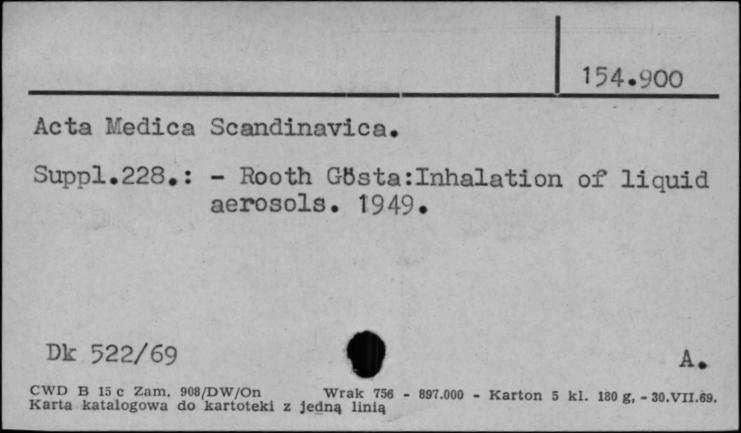 154.900
Acta Medica Scandinavica.
Suppl.228.: - Rooth Gösta:Inhalation of liquid
aerosols. 1949.
Dk 522/69
A.
CWD B 15 c Zam. 908/DW/On Wrak 756 - 897.000 - Karton 5 kl. 180 g, - 30.VII.69.
Karta katalogowa do kartoteki z jedną linią